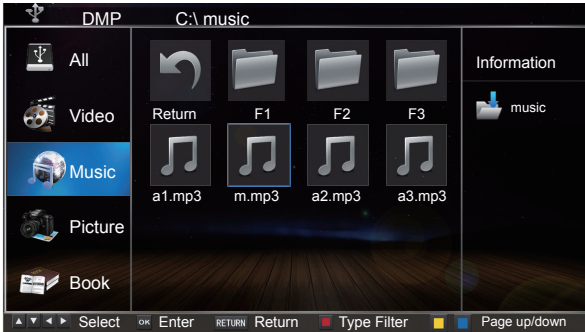 DMP C:\ music
All
Video
Music
Picture
Book
Return F1 F2 F3
a1.mp3 m.mp3 a2.mp3 a3.mp3
Information
music
Select OK Enter RETURN Return Type Filter Page up/down